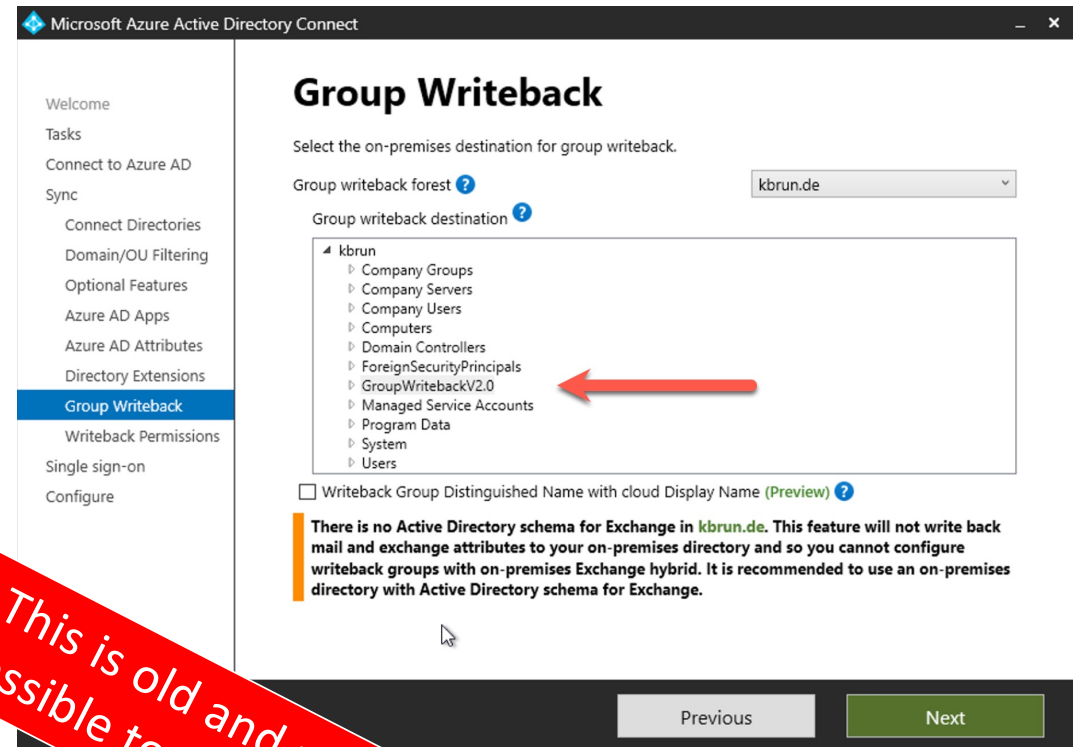 Microsoft Azure Active Directory Connect
Group Writeback
Welcome
Tasks
Connect to Azure AD
Sync
Connect Directories
Domain/OU Filtering
Optional Features
Azure AD Apps
Azure AD Attributes
Directory Extensions
Group Writeback
Writeback Permissions
Single sign-on
Configure
Select the on-premises destination for group writeback.
Group writeback forest ?
kbrun.de
Group writeback destination ?
kbrun
Company Groups
Company Servers
Company Users
Computers
Domain Controllers
ForeignSecurityPrincipals
GroupWritebackV2.0
Managed Service Accounts
Program Data
System
Users
Writeback Group Distinguished Name with cloud Display Name (Preview) ?
There is no Active Directory schema for Exchange in kbrun.de. This feature will not write back
mail and exchange attributes to your on-premises directory and so you cannot configure
writeback groups with on-premises Exchange hybrid. It is recommended to use an on-premises
directory with Active Directory schema for Exchange.
This is old and
Previous
Next